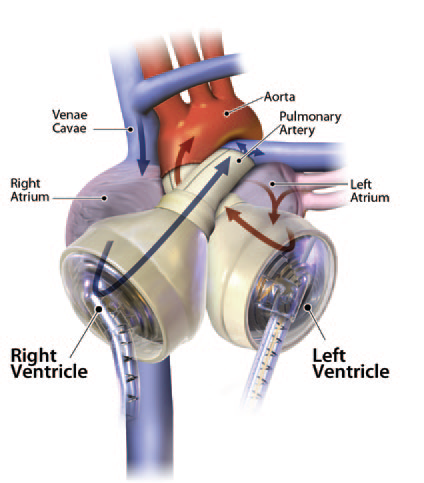 Aorta
Venae
Cavae
Pulmonary
Artery
Right
Atrium
Left
Atrium
Right
Ventricle
Left
Ventricle